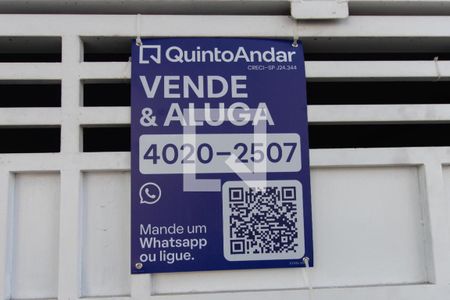 QuintoAndar
CRECI-SP J24.344
VENDE
& ALUGA
4020-2507
Mande um
Whatsapp
ou ligue.